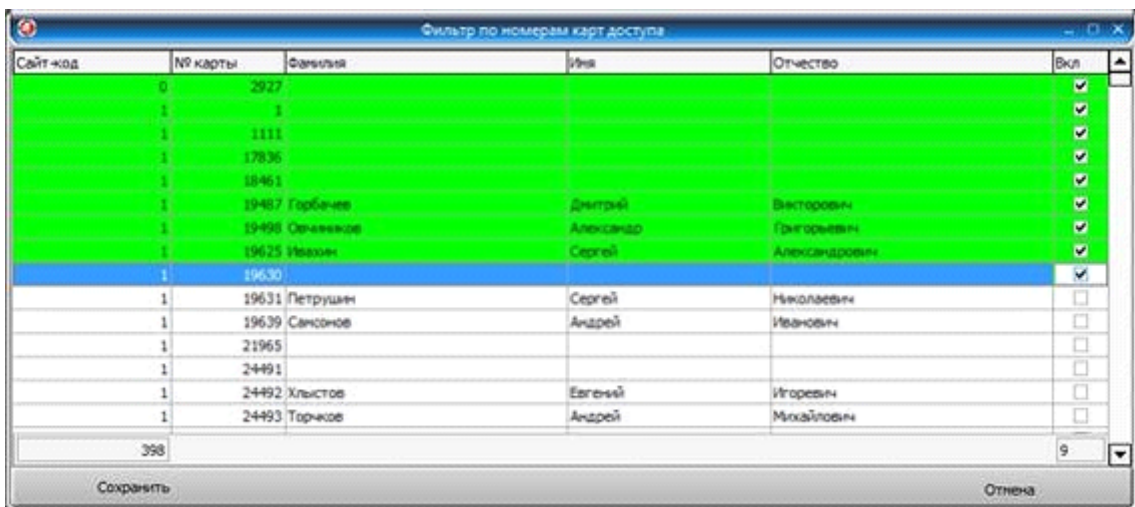 Фильтр по номерам карт доступа
Сайт-код № карты Фамилия Имя Отчество Вкл
0 2927
1 1
1 1111
1 17836
1 18461
1 19487 Горбачев Дмитрий Викторович
1 19498 Овчинников Александр Григорьевич
1 19625 Ивахин Сергей Александрович
1 19630
1 19631 Петрушин Сергей Николаевич
1 19639 Самсонов Андрей Иванович
1 21965
1 24491
1 24492 Хлыстов Евгений Игоревич
1 24493 Торчков Андрей Михайлович
398 9
Сохранить Отмена